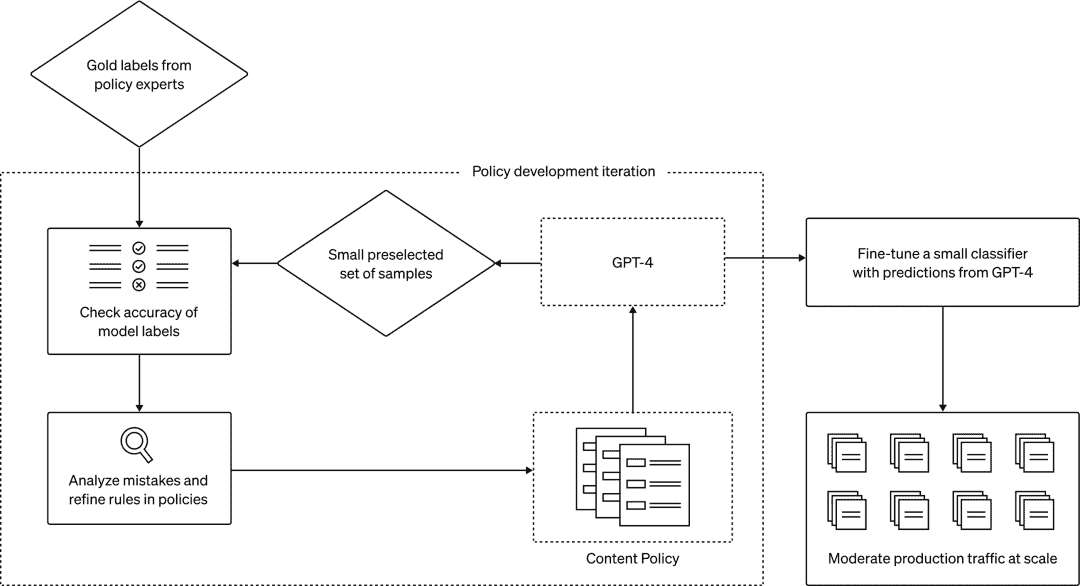 Gold labels from
policy experts
Policy development iteration
Small preselected
set of samples
GPT-4
Fine-tune a small classifier
with predictions from GPT-4
Check accuracy of
model labels
Analyze mistakes and
refine rules in policies
Content Policy
Moderate production traffic at scale